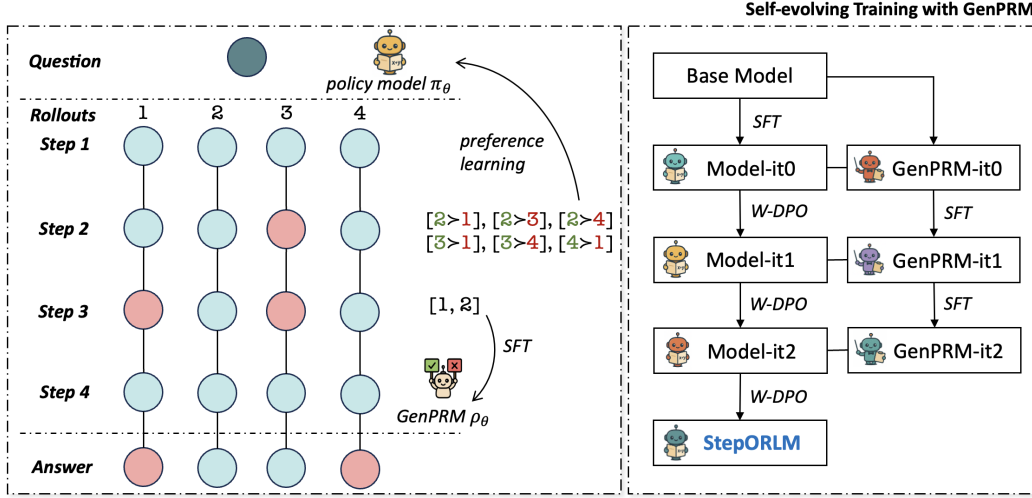 Self-evolving Training with GenPRM
Question
policy model πθ
Rollouts 1 2 3 4
Step 1
preference
learning
Step 2
[2≻1], [2≻3], [2≻4]
[3≻1], [3≻4], [4≻1]
Step 3
[1, 2]
SFT
Step 4
GenPRM ρθ
Answer
Base Model
SFT
Model-it0
GenPRM-it0
W-DPO
SFT
Model-it1
GenPRM-it1
W-DPO
SFT
Model-it2
GenPRM-it2
W-DPO
StepORLM